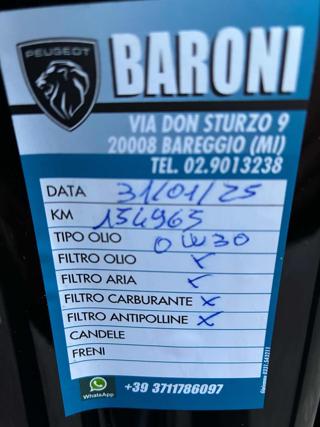 PEUGEOT
BARONI
VIA DON STURZO 9
20008 BAREGGIO (MI)
TEL. 02.9013238
DATA 31/01/25
KM 154965
TIPO OLIO 0W30
FILTRO OLIO x
FILTRO ARIA x
FILTRO CARBURANTE x
FILTRO ANTIPOLLINE x
CANDELE
FRENI
WhatsApp
+39 3711786097